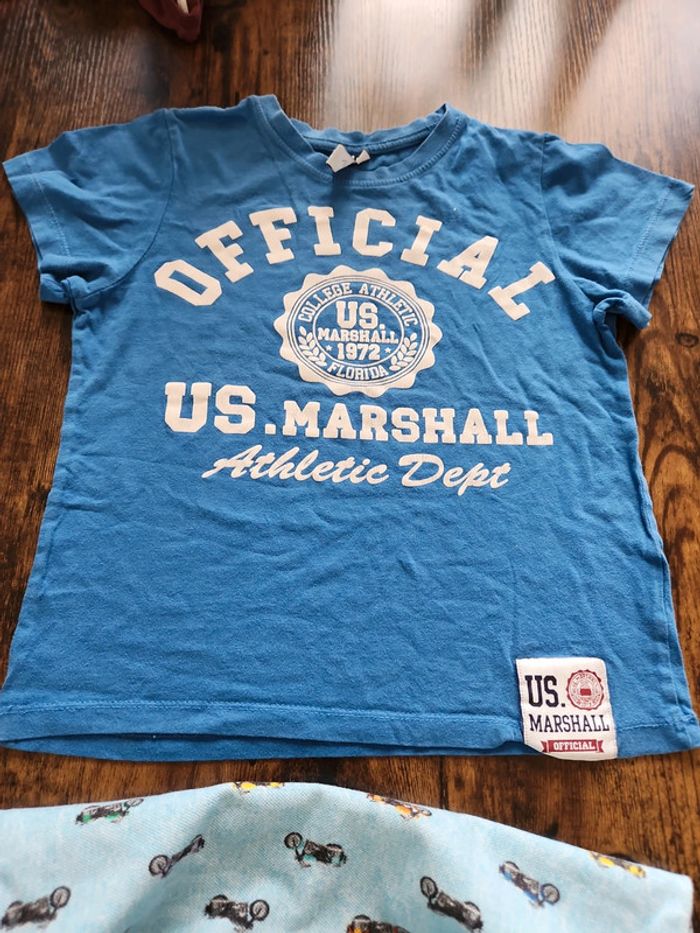 OFFICIAL
COLLEGE ATHLETIC
US.
MARSHALL
1972
FLORIDA
US. MARSHALL
Athletic Dept
US.
MARSHALL
OFFICIAL